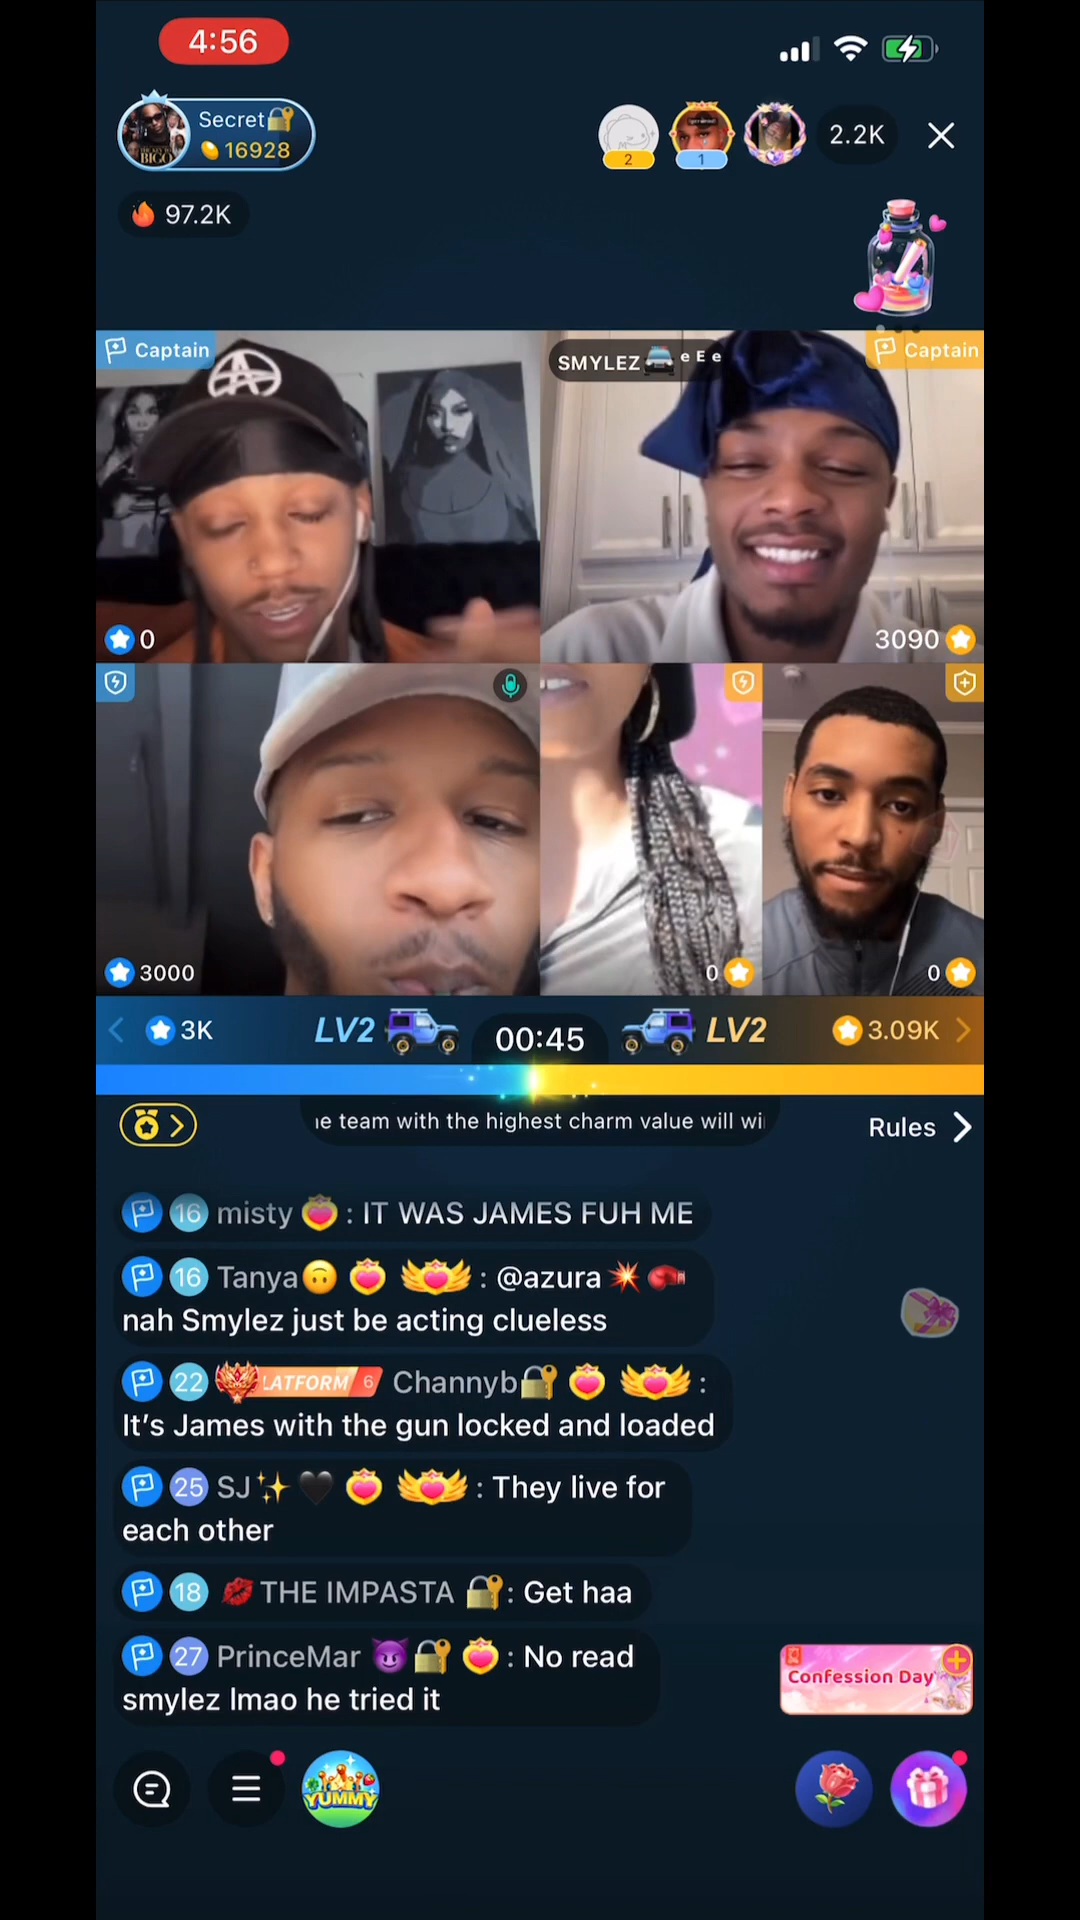 4:56
Secret
16928
2
1
2.2K
97.2K
BIGO
Captain
SMYLEZ e E e
Captain
0
3090
3000
0
0
3K
LV2
00:45
LV2
3.09K
e team with the highest charm value will wi
Rules
16 misty : IT WAS JAMES FUH ME
16 Tanya : @azura
nah Smylez just be acting clueless
22 LATFORM 6 Channyb :
It’s James with the gun locked and loaded
25 SJ : They live for
each other
18 THE IMPASTA : Get haa
27 PrinceMar : No read
smylez lmao he tried it
Confession Day
YUMMY